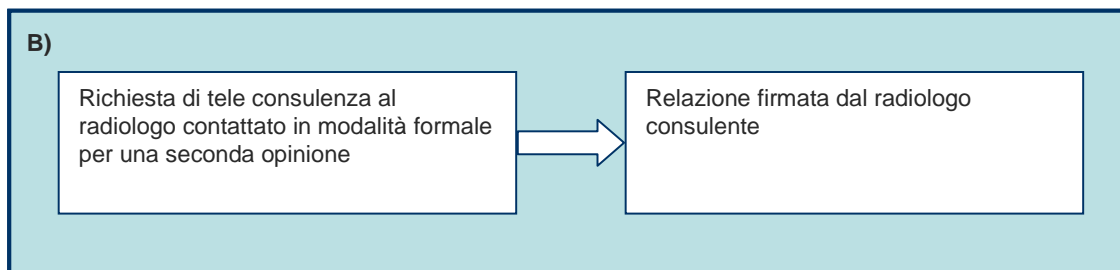 B)
Richiesta di tele consulenza al
radiologo contattato in modalità formale
per una seconda opinione
Relazione firmata dal radiologo
consulente